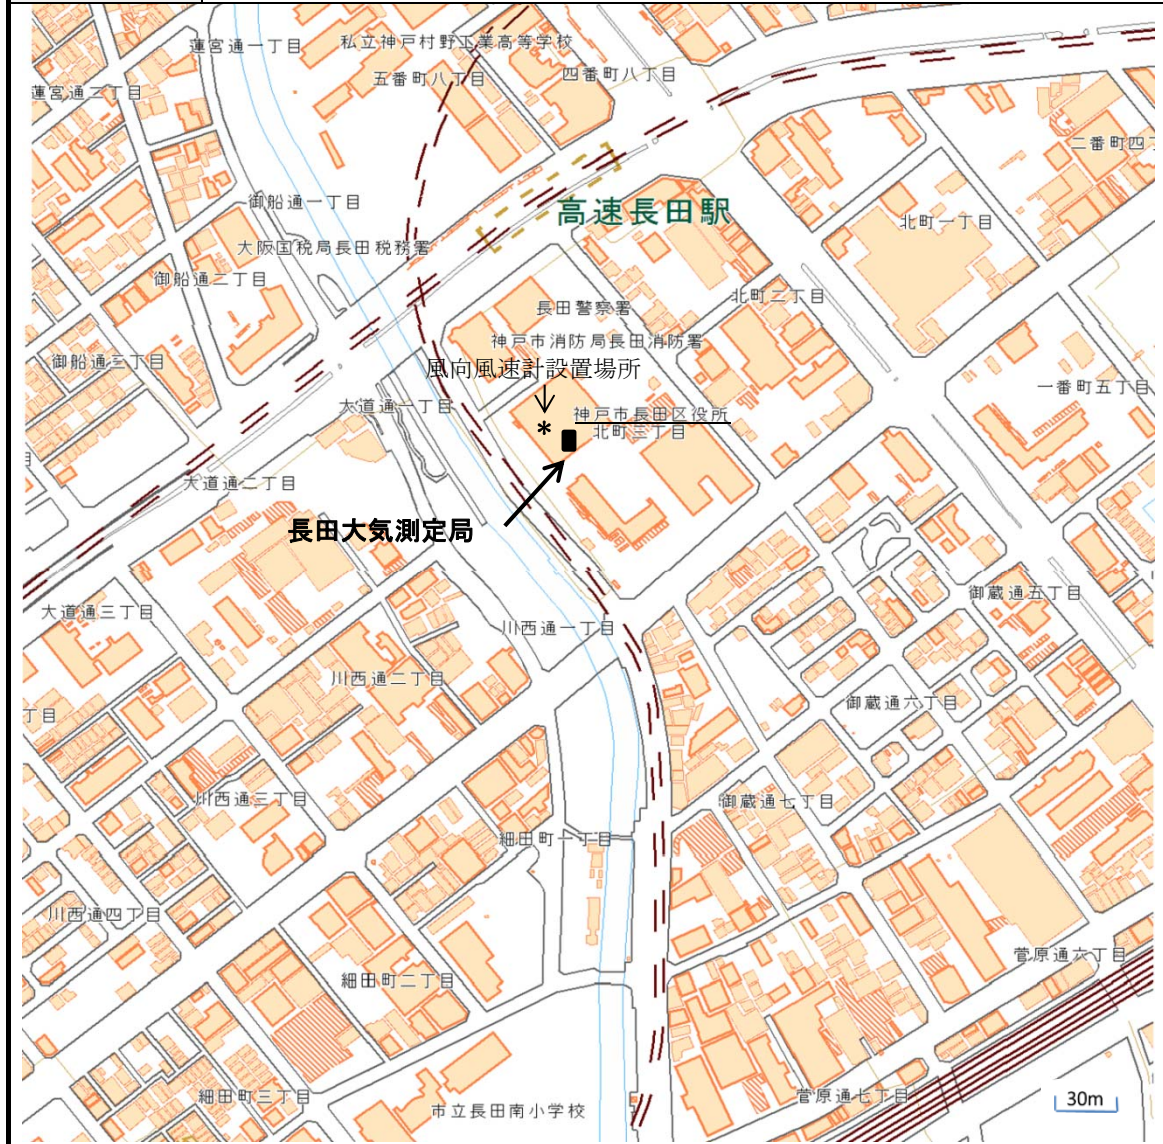 蓮宮通一丁目
私立神戸村野工業高等学校
五番町八丁目
四番町八丁目
蓮宮通二丁目
二番町四丁
御船通一丁目
高速長田駅
北町一丁目
大阪国税局長田税務署
御船通二丁目
北町二丁目
長田警察署
神戸市消防局長田消防署
御船通三丁目
風向風速計設置場所
一番町五丁目
大道通一丁目
↓
神戸市長田区役所
*
北町三丁目
目
大道通二丁目
長田大気測定局
御蔵通五丁目
大道通三丁目
川西通一丁目
川西通二丁目
御蔵通六丁目
丁目
川西通三丁目
御蔵通七丁目
細田町一丁目
川西通四丁目
菅原通六丁目
細田町二丁目
細田町三丁目
市立長田南小学校
菅原通七丁目
30m